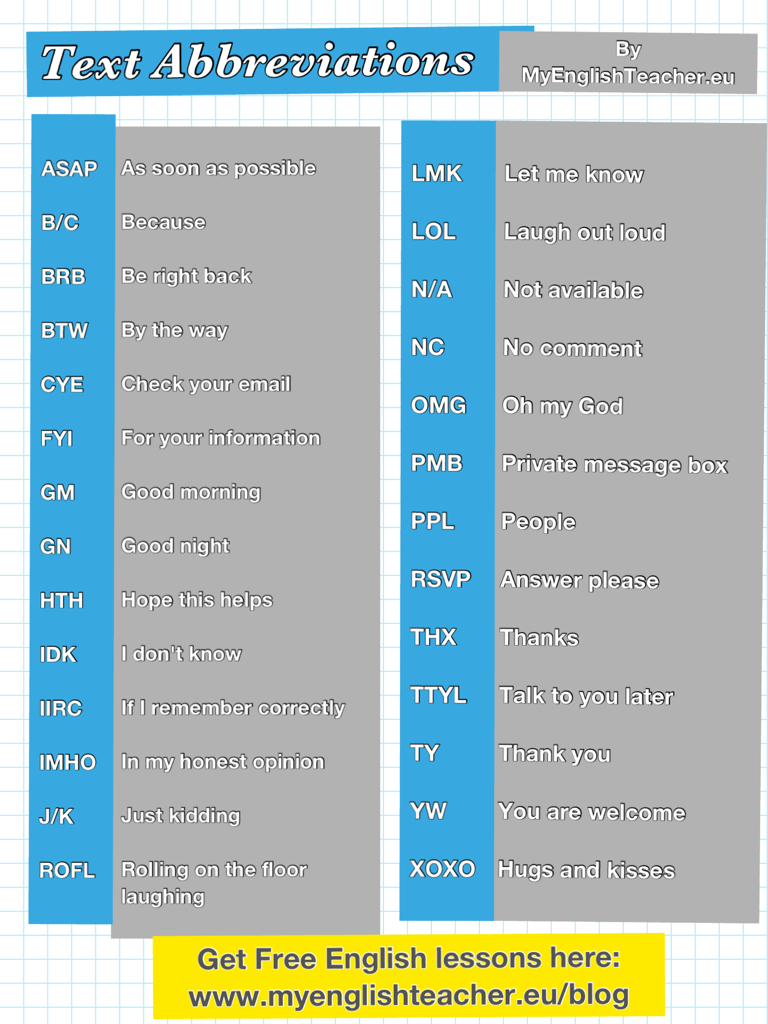 Text Abbreviations
By
MyEnglishTeacher.eu
ASAP As soon as possible
B/C Because
BRB Be right back
BTW By the way
CYE Check your email
FYI For your information
GM Good morning
GN Good night
HTH Hope this helps
IDK I don't know
IIRC If I remember correctly
IMHO In my honest opinion
J/K Just kidding
ROFL Rolling on the floor
laughing
LMK Let me know
LOL Laugh out loud
N/A Not available
NC No comment
OMG Oh my God
PMB Private message box
PPL People
RSVP Answer please
THX Thanks
TTYL Talk to you later
TY Thank you
YW You are welcome
XOXO Hugs and kisses
Get Free English lessons here:
www.myenglishteacher.eu/blog